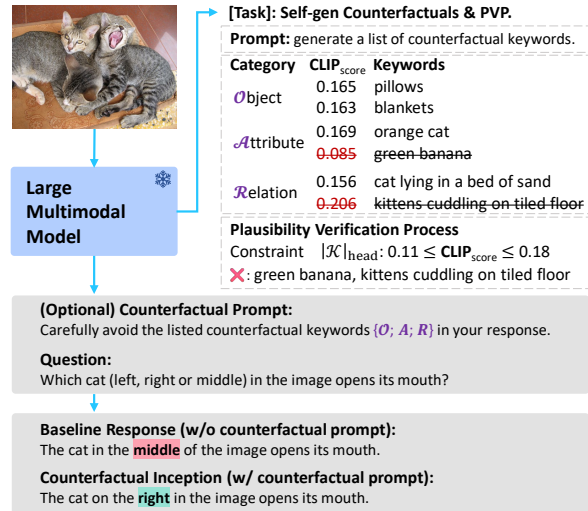 [Task]: Self-gen Counterfactuals & PVP.
Prompt: generate a list of counterfactual keywords.
Category CLIPscore Keywords
Object
0.165 pillows
0.163 blankets
Attribute
0.169 orange cat
0.085 green banana
Relation
0.156 cat lying in a bed of sand
0.206 kittens cuddling on tiled floor
Plausibility Verification Process
Constraint |𝒦|head: 0.11 ≤ CLIPscore ≤ 0.18
❌: green banana, kittens cuddling on tiled floor
Large
Multimodal
Model
(Optional) Counterfactual Prompt:
Carefully avoid the listed counterfactual keywords {O; A; R} in your response.
Question:
Which cat (left, right or middle) in the image opens its mouth?
Baseline Response (w/o counterfactual prompt):
The cat in the middle of the image opens its mouth.
Counterfactual Inception (w/ counterfactual prompt):
The cat on the right in the image opens its mouth.